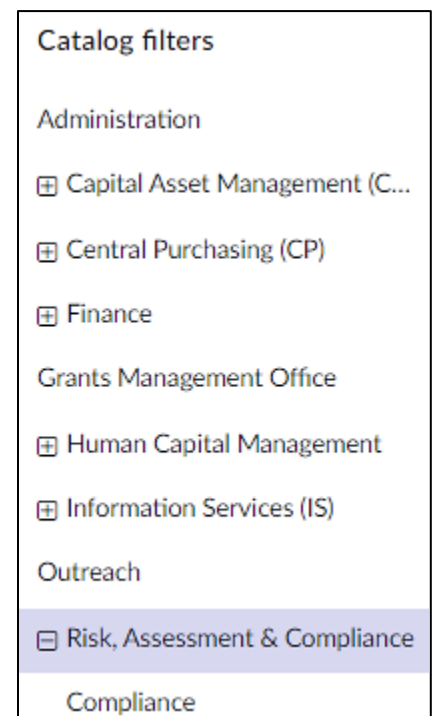 Catalog filters
Administration
Capital Asset Management (C...
Central Purchasing (CP)
Finance
Grants Management Office
Human Capital Management
Information Services (IS)
Outreach
Risk, Assessment & Compliance
Compliance